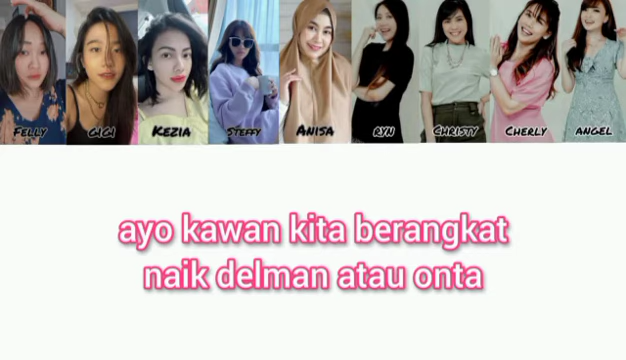 FELLY GIGI KEZIA STEFFY ANISA RYN CHRISTY CHERLY ANGEL
ayo kawan kita berangkat
naik delman atau onta